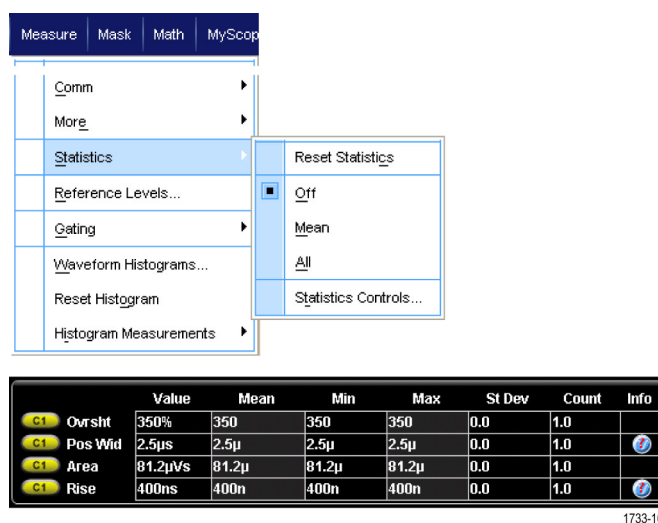 Measure Mask Math MyScop
Comm
More
Statistics
Reset Statistics
Reference Levels...
Off
Gating
Mean
Waveform Histograms...
All
Reset Histogram
Statistics Controls...
Histogram Measurements
Value Mean Min Max St Dev Count Info
C1 Ovrsht 350% 350 350 350 0.0 1.0
C1 Pos Wid 2.5µs 2.5µ 2.5µ 2.5µ 0.0 1.0
C1 Area 81.2µVs 81.2µ 81.2µ 81.2µ 0.0 1.0
C1 Rise 400ns 400n 400n 400n 0.0 1.0